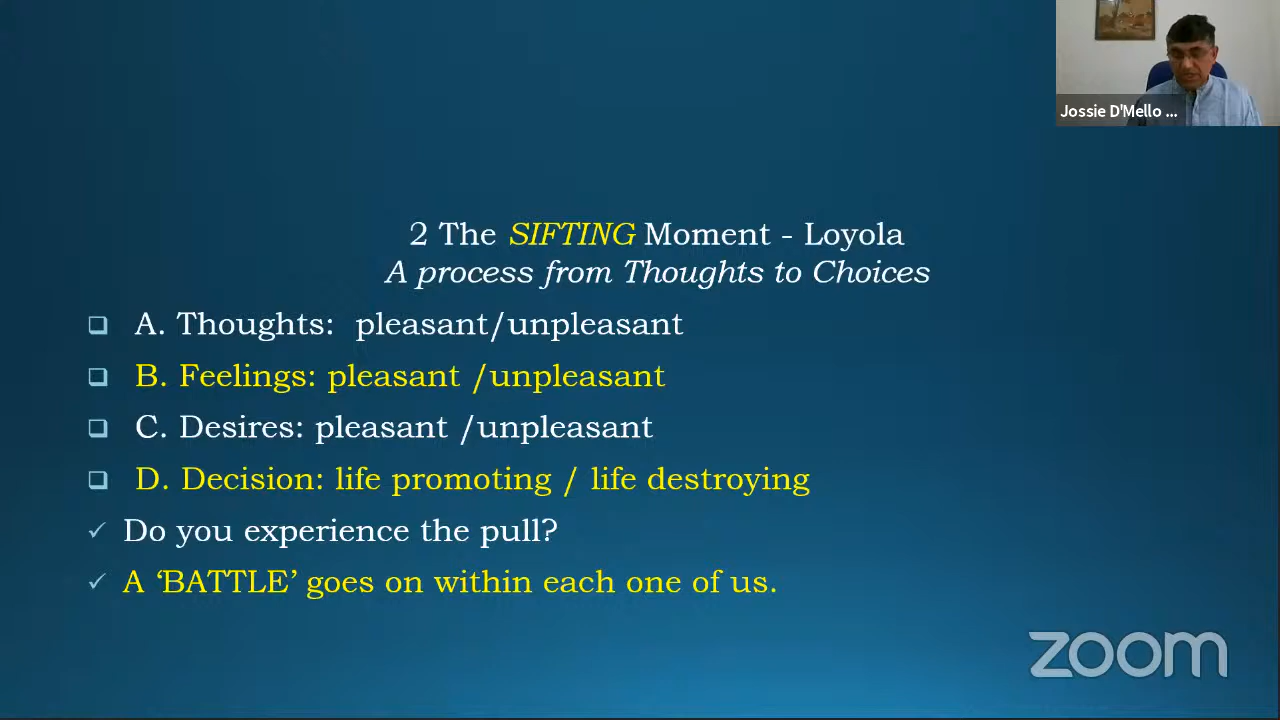 Jossie D'Mello ...
2 The SIFTING Moment - Loyola
A process from Thoughts to Choices
A. Thoughts: pleasant/unpleasant
B. Feelings: pleasant /unpleasant
C. Desires: pleasant /unpleasant
D. Decision: life promoting / life destroying
Do you experience the pull?
A ‘BATTLE’ goes on within each one of us.
zoom